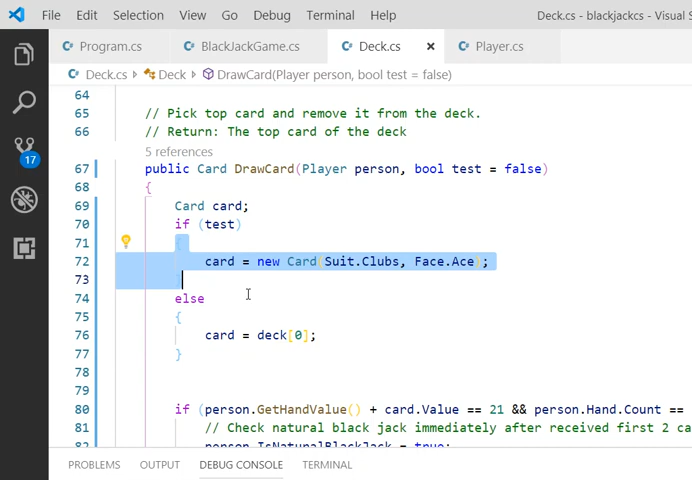 File Edit Selection View Go Debug Terminal Help Deck.cs - blackjackcs - Visual S
Program.cs BlackJackGame.cs Deck.cs Player.cs
Deck.cs Deck DrawCard(Player person, bool test = false)
64
65 // Pick top card and remove it from the deck.
66 // Return: The top card of the deck
5 references
67 public Card DrawCard(Player person, bool test = false)
68 {
69 Card card;
70 if (test)
71 {
72 card = new Card(Suit.Clubs, Face.Ace);
73 }
74 else
75 {
76 card = deck[0];
77 }
78
79
80 if (person.GetHandValue() + card.Value == 21 && person.Hand.Count ==
81 // Check natural black jack immediately after received first 2 ca
82 person.IsNaturalBlackJack = true;
17
PROBLEMS OUTPUT DEBUG CONSOLE TERMINAL